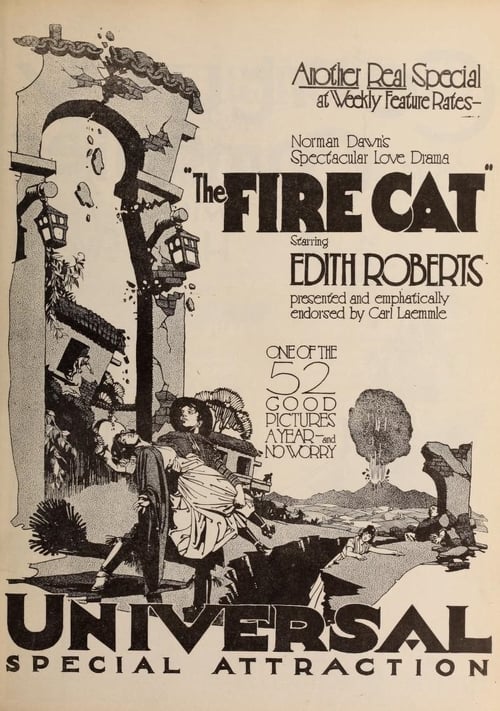 Another Real Special
at Weekly Feature Rates—
Norman Dawn's
Spectacular Love Drama
"The FIRE CAT"
Starring
EDITH ROBERTS
presented and emphatically
endorsed by Carl Laemmle
ONE OF THE
52
GOOD
PICTURES
A YEAR—and
NO WORRY
UNIVERSAL
SPECIAL ATTRACTION